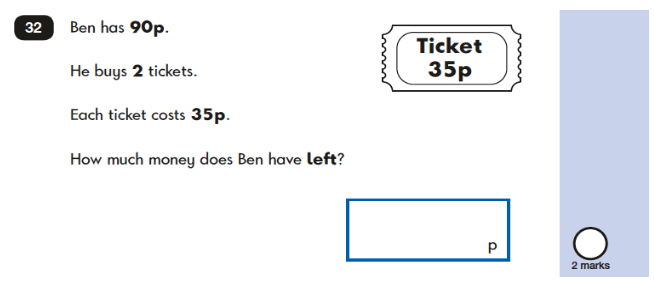 32 Ben has 90p.
He buys 2 tickets.
Each ticket costs 35p.
How much money does Ben have left?
Ticket
35p
p
2 marks